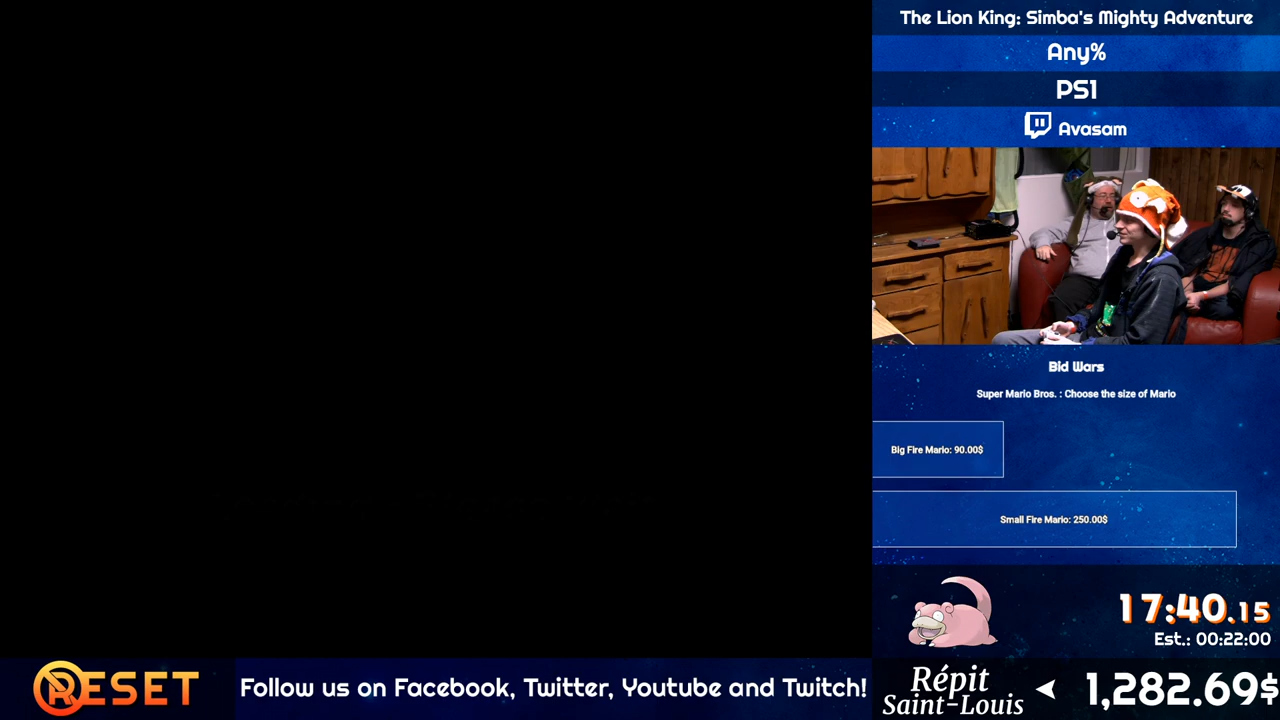 The Lion King: Simba's Mighty Adventure
Any%
PS1
Avasam
Bid Wars
Super Mario Bros. : Choose the size of Mario
Big Fire Mario: 90.00$
Small Fire Mario: 250.00$
17:40.15
Est.: 00:22:00
RESET
Follow us on Facebook, Twitter, Youtube and Twitch!
Répit
Saint-Louis
1,282.69$